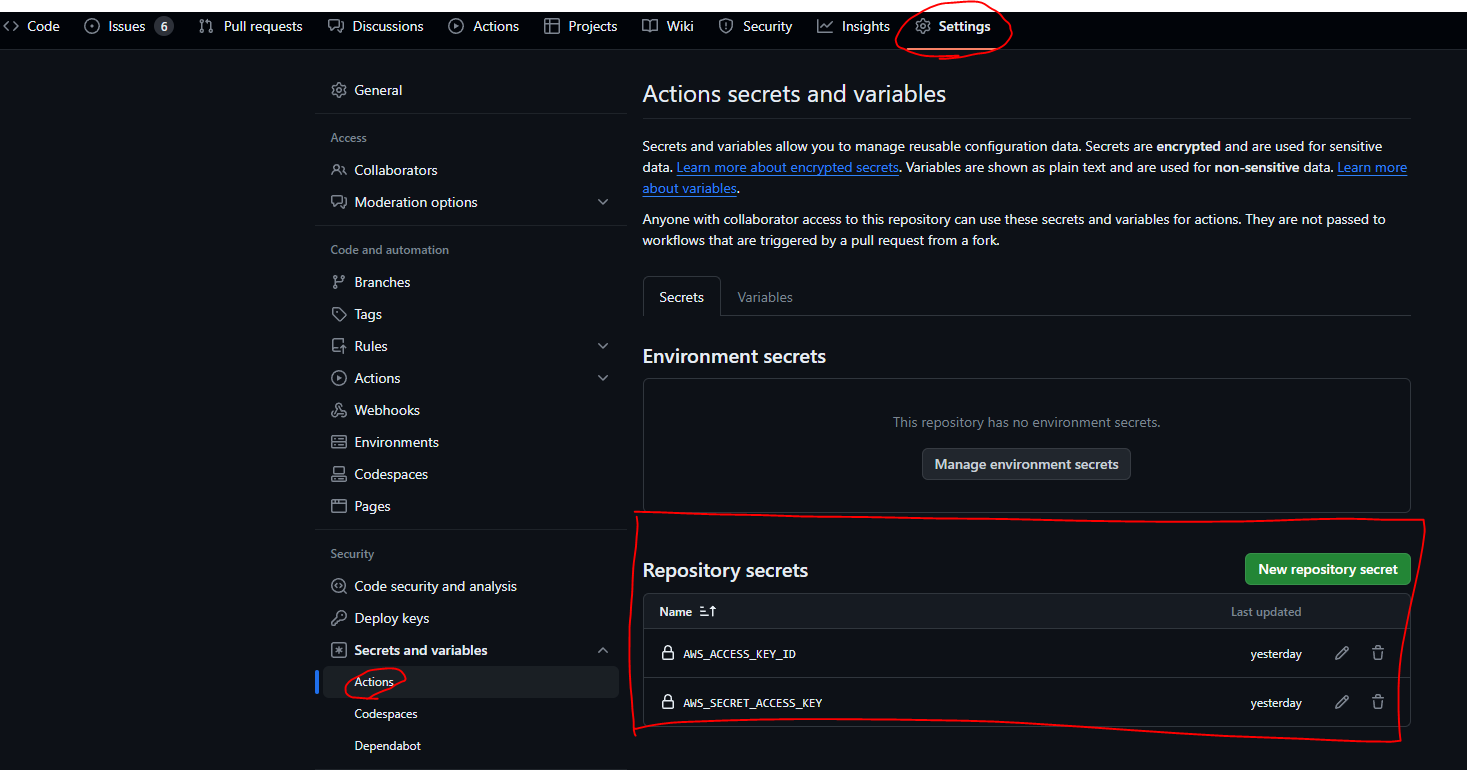 Code Issues 6 Pull requests Discussions Actions Projects Wiki Security Insights Settings
General
Access
Collaborators
Moderation options
Code and automation
Branches
Tags
Rules
Actions
Webhooks
Environments
Codespaces
Pages
Security
Code security and analysis
Deploy keys
Secrets and variables
Actions
Codespaces
Dependabot
Actions secrets and variables
Secrets and variables allow you to manage reusable configuration data. Secrets are encrypted and are used for sensitive
data. Learn more about encrypted secrets. Variables are shown as plain text and are used for non-sensitive data. Learn more
about variables.
Anyone with collaborator access to this repository can use these secrets and variables for actions. They are not passed to
workflows that are triggered by a pull request from a fork.
Secrets Variables
Environment secrets
This repository has no environment secrets.
Manage environment secrets
Repository secrets New repository secret
Name Last updated
AWS_ACCESS_KEY_ID yesterday
AWS_SECRET_ACCESS_KEY yesterday